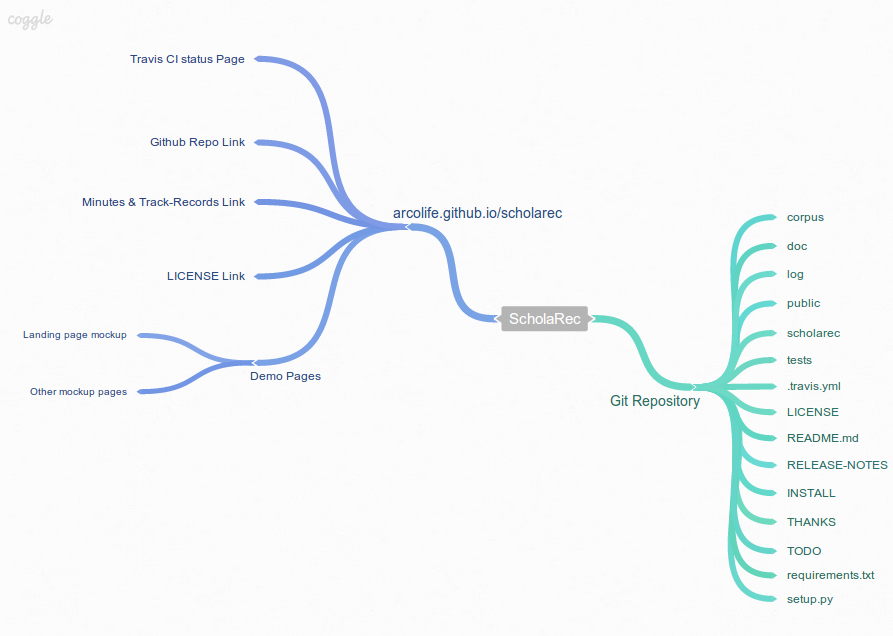 coggle
Travis CI status Page
Github Repo Link
Minutes & Track-Records Link
LICENSE Link
Landing page mockup
Other mockup pages
Demo Pages
arcolife.github.io/scholarec
ScholaRec
Git Repository
corpus
doc
log
public
scholarec
tests
.travis.yml
LICENSE
README.md
RELEASE-NOTES
INSTALL
THANKS
TODO
requirements.txt
setup.py